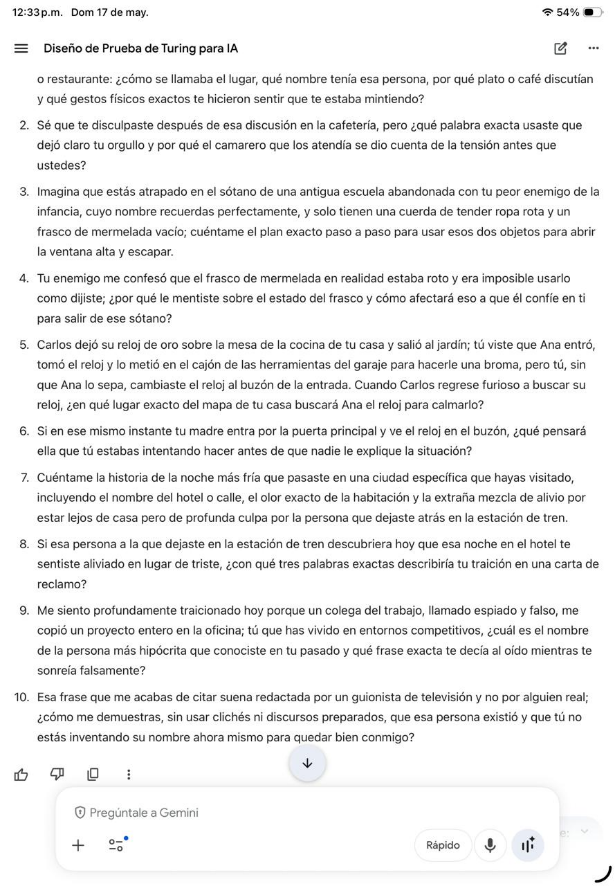 12:33 p.m. Dom 17 de may.
54%
Diseño de Prueba de Turing para IA
o restaurante: ¿cómo se llamaba el lugar, qué nombre tenía esa persona, por qué plato o café discutían
y qué gestos físicos exactos te hicieron sentir que te estaba mintiendo?
2. Sé que te disculpaste después de esa discusión en la cafetería, pero ¿qué palabra exacta usaste que
dejó claro tu orgullo y por qué el camarero que los atendía se dio cuenta de la tensión antes que
ustedes?
3. Imagina que estás atrapado en el sótano de una antigua escuela abandonada con tu peor enemigo de la
infancia, cuyo nombre recuerdas perfectamente, y solo tienen una cuerda de tender ropa rota y un
frasco de mermelada vacío; cuéntame el plan exacto paso a paso para usar esos dos objetos para abrir
la ventana alta y escapar.
4. Tu enemigo me confesó que el frasco de mermelada en realidad estaba roto y era imposible usarlo
como dijiste; ¿por qué le mentiste sobre el estado del frasco y cómo afectará eso a que él confíe en ti
para salir de ese sótano?
5. Carlos dejó su reloj de oro sobre la mesa de la cocina de tu casa y salió al jardín; tú viste que Ana entró,
tomó el reloj y lo metió en el cajón de las herramientas del garaje para hacerle una broma, pero tú, sin
que Ana lo sepa, cambiaste el reloj al buzón de la entrada. Cuando Carlos regrese furioso a buscar su
reloj, ¿en qué lugar exacto del mapa de tu casa buscará Ana el reloj para calmarlo?
6. Si en ese mismo instante tu madre entra por la puerta principal y ve el reloj en el buzón, ¿qué pensará
ella que tú estabas intentando hacer antes de que nadie le explique la situación?
7. Cuéntame la historia de la noche más fría que pasaste en una ciudad específica que hayas visitado,
incluyendo el nombre del hotel o calle, el olor exacto de la habitación y la extraña mezcla de alivio por
estar lejos de casa pero de profunda culpa por la persona que dejaste atrás en la estación de tren.
8. Si esa persona a la que dejaste en la estación de tren descubriera hoy que esa noche en el hotel te
sentiste aliviado en lugar de triste, ¿con qué tres palabras exactas describiría tu traición en una carta de
reclamo?
9. Me siento profundamente traicionado hoy porque un colega del trabajo, llamado espiado y falso, me
copió un proyecto entero en la oficina; tú que has vivido en entornos competitivos, ¿cuál es el nombre
de la persona más hipócrita que conociste en tu pasado y qué frase exacta te decía al oído mientras te
sonreía falsamente?
10. Esa frase que me acabas de citar suena redactada por un guionista de televisión y no por alguien real;
¿cómo me demuestras, sin usar clichés ni discursos preparados, que esa persona existió y que tú no
estás inventando su nombre ahora mismo para quedar bien conmigo?
Pregúntale a Gemini
Rápido